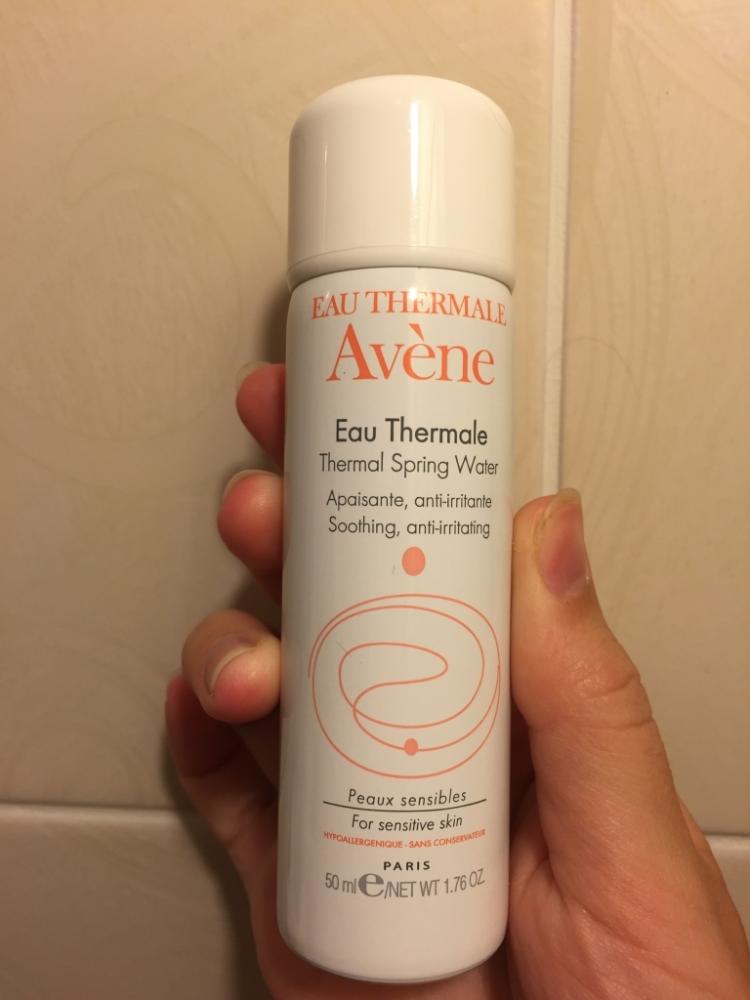 EAU THERMALE
Avène
Eau Thermale
Thermal Spring Water
Apaisante, anti-irritante
Soothing, anti-irritating
Peaux sensibles
For sensitive skin
HYPOALLERGENIQUE - SANS CONSERVATEUR
PARIS
50 ml e/NET WT 1.76 OZ.